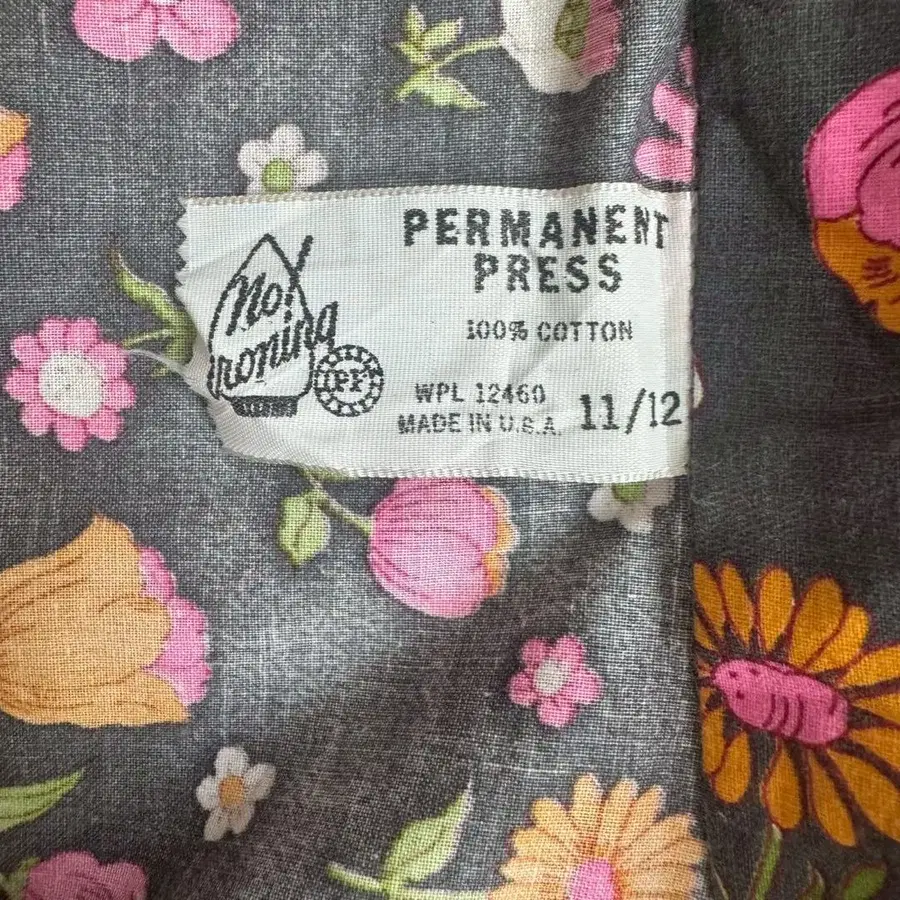 PERMANENT
PRESS
100% COTTON
WPL 12460
MADE IN U.S.A.
11/12
No!
ironing
IPF